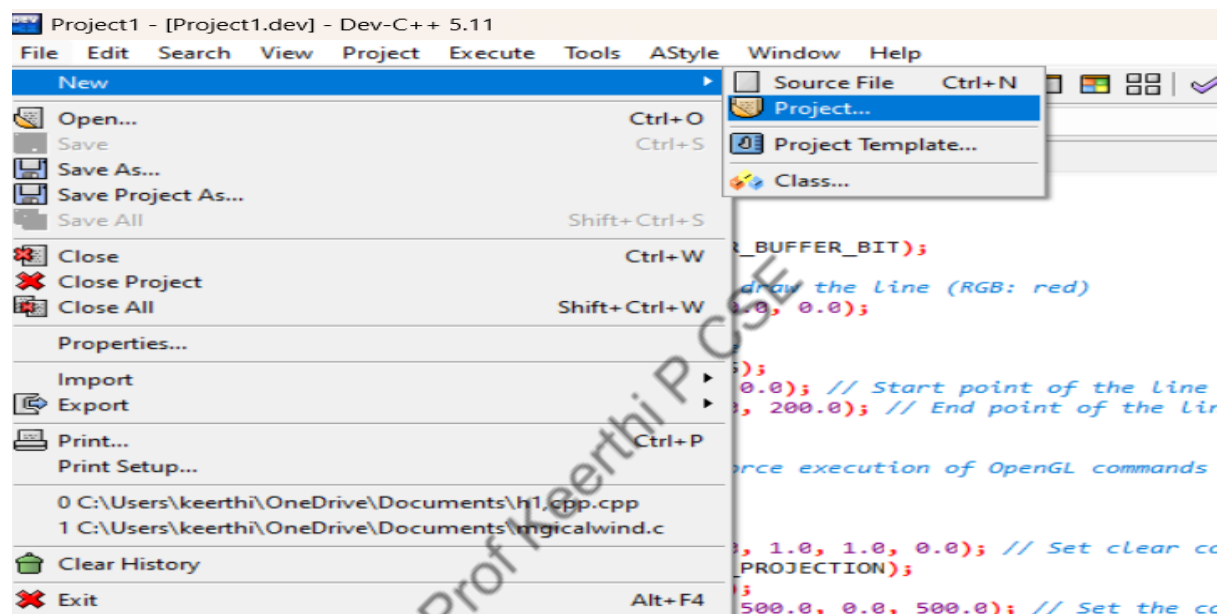 Project1 - [Project1.dev] - Dev-C++ 5.11
File Edit Search View Project Execute Tools AStyle Window Help
New
Source File Ctrl+N
Project...
Project Template...
Class...
Open... Ctrl+O
Save Ctrl+S
Save As...
Save Project As...
Save All Shift+Ctrl+S
Close Ctrl+W
Close Project
Close All Shift+Ctrl+W
Properties...
Import
Export
Print... Ctrl+P
Print Setup...
0 C:\Users\keerthi\OneDrive\Documents\h1,cpp.cpp
1 C:\Users\keerthi\OneDrive\Documents\mgicalwind.c
Clear History
Exit Alt+F4
_BUFFER_BIT);
draw the line (RGB: red)
0.0, 0.0);
);
0.0); // Start point of the line
, 200.0); // End point of the
execution of OpenGL commands
, 1.0, 1.0, 0.0); // Set clear
_PROJECTION);
500.0, 0.0, 500.0); // Set the
Prof Keerthi P CSE